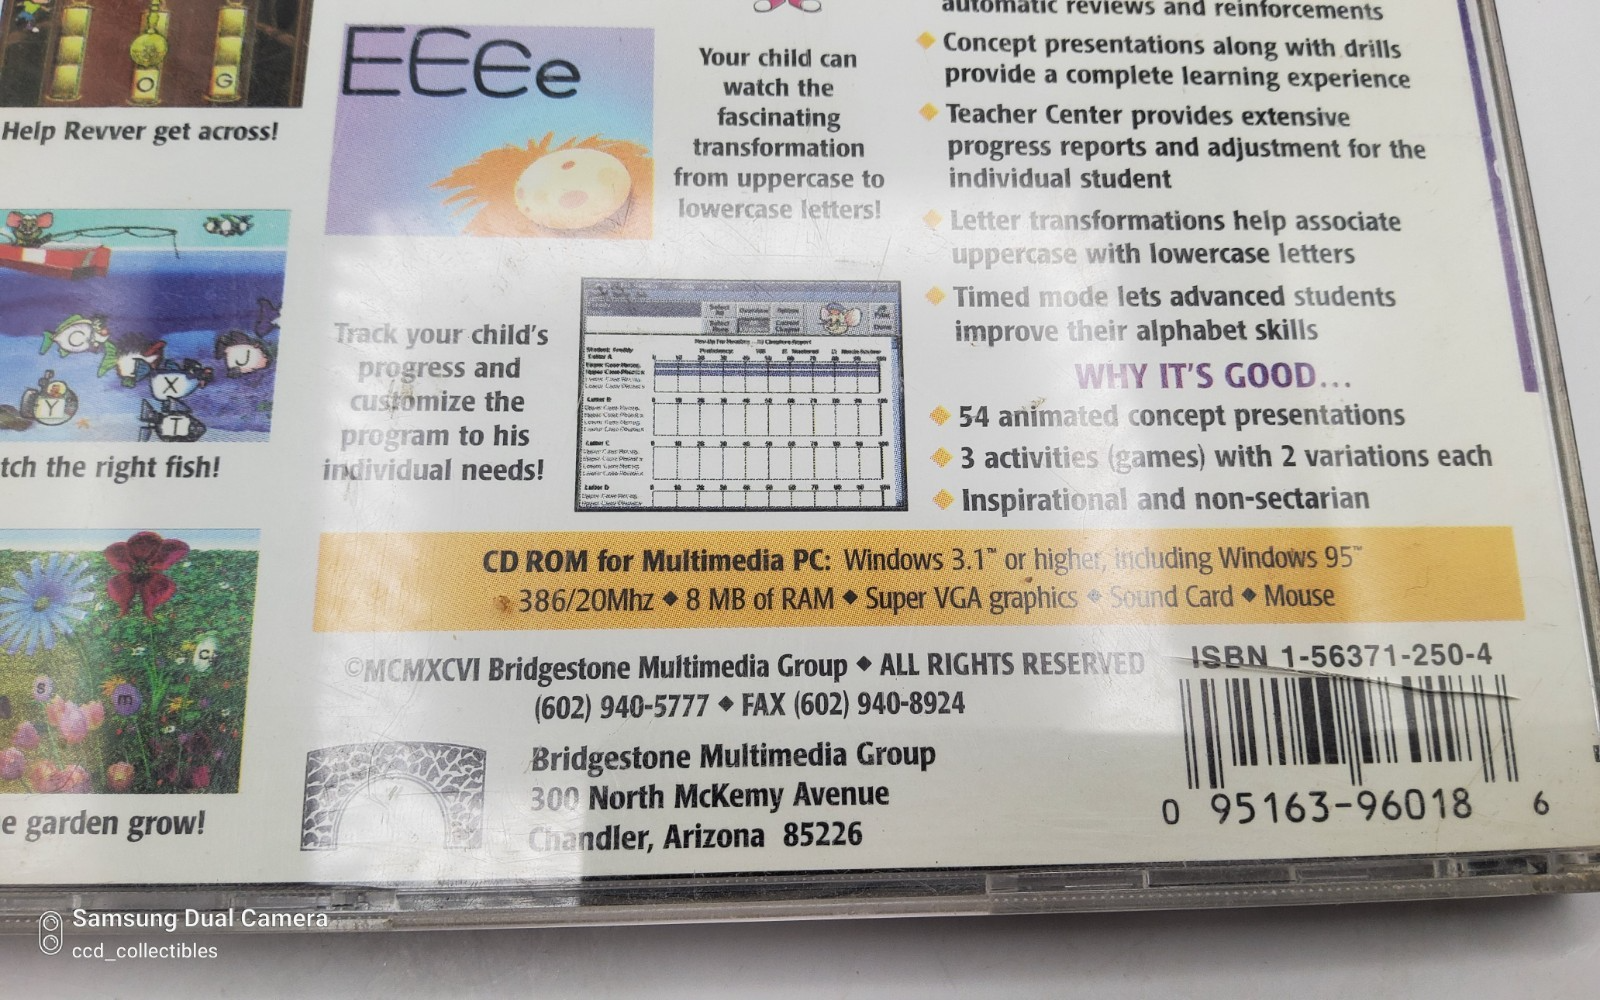 O
G
Help Revver get across!
EEEe
Your child can
watch the
fascinating
transformation
from uppercase to
lowercase letters!
automatic reviews and reinforcements
Concept presentations along with drills
provide a complete learning experience
Teacher Center provides extensive
progress reports and adjustment for the
individual student
Letter transformations help associate
uppercase with lowercase letters
Timed mode lets advanced students
improve their alphabet skills
WHY IT'S GOOD...
54 animated concept presentations
3 activities (games) with 2 variations each
Inspirational and non-sectarian
C
J
X
Y
T
tch the right fish!
Track your child's
progress and
customize the
program to his
individual needs!
CD ROM for Multimedia PC: Windows 3.1™ or higher, including Windows 95™
386/20Mhz ◆ 8 MB of RAM ◆ Super VGA graphics ◆ Sound Card ◆ Mouse
©MCMXCVI Bridgestone Multimedia Group ◆ ALL RIGHTS RESERVED
(602) 940-5777 ◆ FAX (602) 940-8924
Bridgestone Multimedia Group
300 North McKemy Avenue
Chandler, Arizona 85226
ISBN 1-56371-250-4
0 95163-96018 6
s
m
c
e garden grow!
Samsung Dual Camera
ccd_collectibles